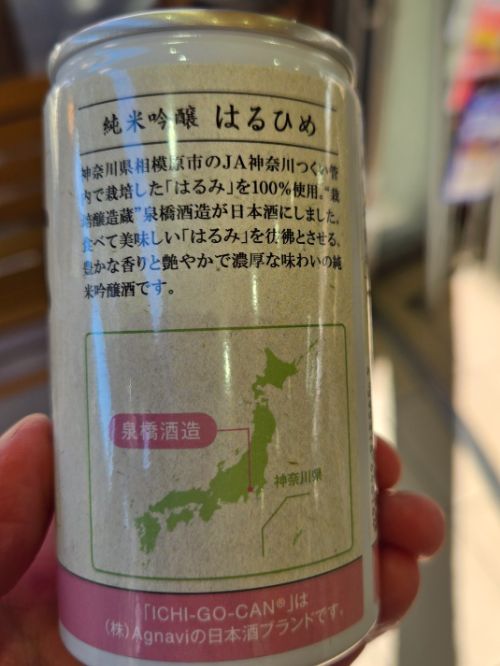 純米吟醸 はるひめ
神奈川県相模原市のJA神奈川つくい管
内で栽培した「はるみ」を100%使用。“栽
培醸造蔵”泉橋酒造が日本酒にしました。
食べて美味しい「はるみ」を彷彿とさせる、
豊かな香りと艶やかで濃厚な味わいの純
米吟醸酒です。
泉橋酒造
神奈川県
「ICHI-GO-CAN®」は
(株)Agnaviの日本酒ブランドです。